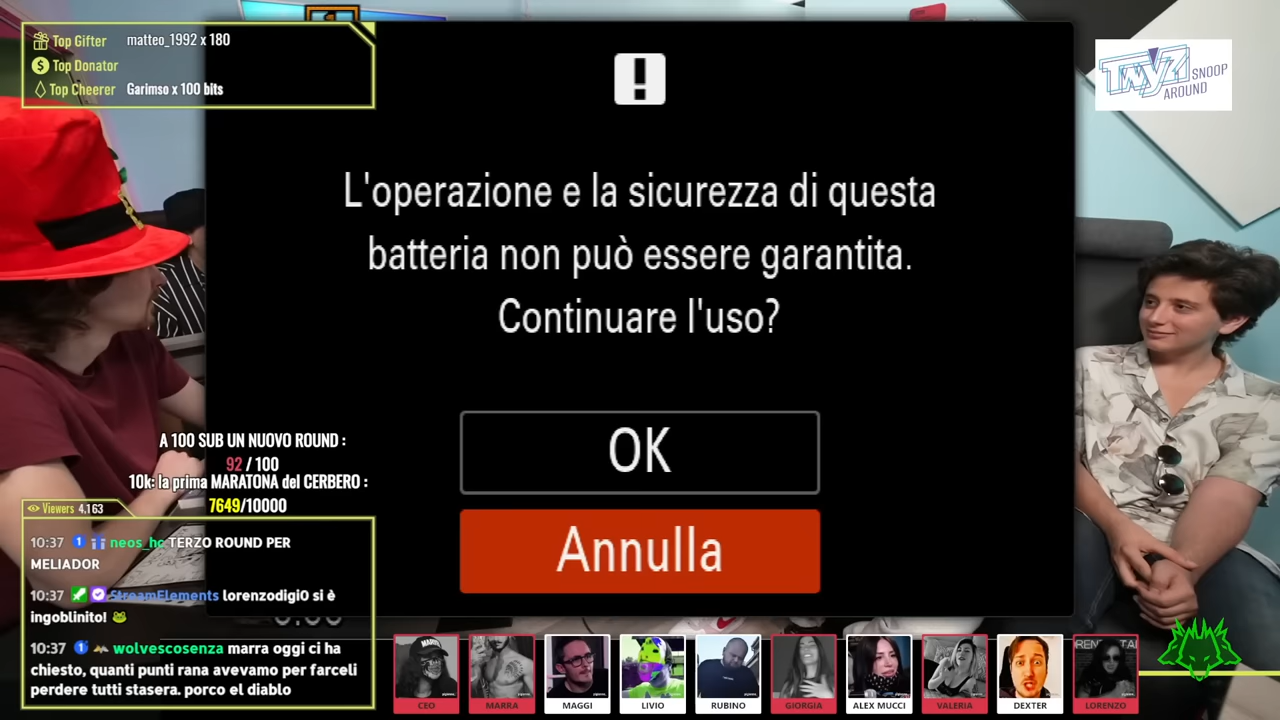 Top Gifter matteo_1992 x 180
Top Donator
Top Cheerer Garimso x 100 bits
TWYZ SNOOP
AROUND
L'operazione e la sicurezza di questa
batteria non può essere garantita.
Continuare l'uso?
OK
Annulla
A 100 SUB UN NUOVO ROUND :
92 / 100
10k: la prima MARATONA del CERBERO :
7649/10000
Viewers 4,163
10:37 neos_hc TERZO ROUND PER
MELIADOR
10:37 StreamElements lorenzodigi0 si è
ingoblinito!
10:37 wolvescosenza marra oggi ci ha
chiesto, quanti punti rana avevamo per farceli
perdere tutti stasera. porco el diablo
CEO
MARRA
MAGGI
LIVIO
RUBINO
GIORGIA
ALEX MUCCI
VALERIA
DEXTER
LORENZO